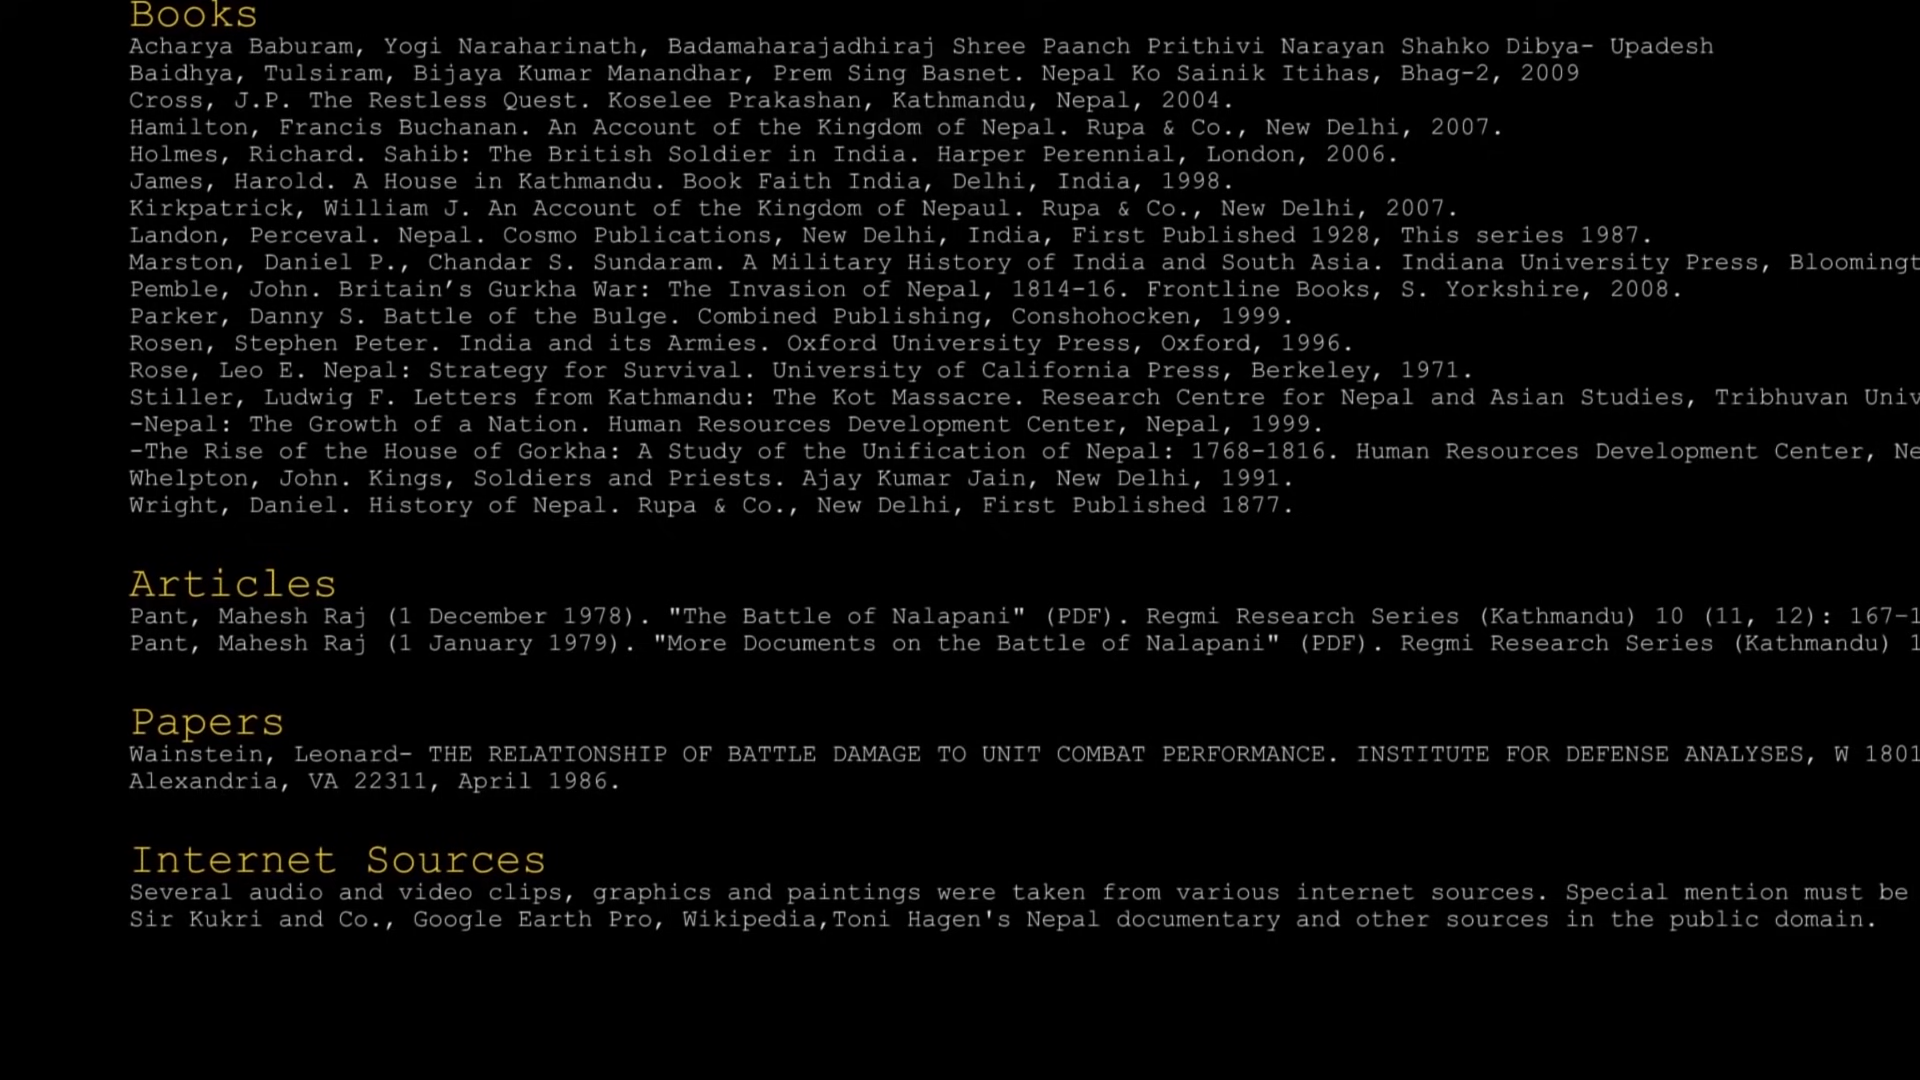 Books
Acharya Baburam, Yogi Naraharinath, Badamaharajadhiraj Shree Paanch Prithivi Narayan Shahko Dibya- Upadesh
Baidhya, Tulsiram, Bijaya Kumar Manandhar, Prem Sing Basnet. Nepal Ko Sainik Itihas, Bhag-2, 2009
Cross, J.P. The Restless Quest. Koselee Prakashan, Kathmandu, Nepal, 2004.
Hamilton, Francis Buchanan. An Account of the Kingdom of Nepal. Rupa & Co., New Delhi, 2007.
Holmes, Richard. Sahib: The British Soldier in India. Harper Perennial, London, 2006.
James, Harold. A House in Kathmandu. Book Faith India, Delhi, India, 1998.
Kirkpatrick, William J. An Account of the Kingdom of Nepaul. Rupa & Co., New Delhi, 2007.
Landon, Perceval. Nepal. Cosmo Publications, New Delhi, India, First Published 1928, This series 1987.
Marston, Daniel P., Chandar S. Sundaram. A Military History of India and South Asia. Indiana University Press, Bloomingt
Pemble, John. Britain’s Gurkha War: The Invasion of Nepal, 1814-16. Frontline Books, S. Yorkshire, 2008.
Parker, Danny S. Battle of the Bulge. Combined Publishing, Conshohocken, 1999.
Rosen, Stephen Peter. India and its Armies. Oxford University Press, Oxford, 1996.
Rose, Leo E. Nepal: Strategy for Survival. University of California Press, Berkeley, 1971.
Stiller, Ludwig F. Letters from Kathmandu: The Kot Massacre. Research Centre for Nepal and Asian Studies, Tribhuvan Univ
-Nepal: The Growth of a Nation. Human Resources Development Center, Nepal, 1999.
-The Rise of the House of Gorkha: A Study of the Unification of Nepal: 1768-1816. Human Resources Development Center, Ne
Whelpton, John. Kings, Soldiers and Priests. Ajay Kumar Jain, New Delhi, 1991.
Wright, Daniel. History of Nepal. Rupa & Co., New Delhi, First Published 1877.
Articles
Pant, Mahesh Raj (1 December 1978). "The Battle of Nalapani" (PDF). Regmi Research Series (Kathmandu) 10 (11, 12): 167-1
Pant, Mahesh Raj (1 January 1979). "More Documents on the Battle of Nalapani" (PDF). Regmi Research Series (Kathmandu) 1
Papers
Wainstein, Leonard- THE RELATIONSHIP OF BATTLE DAMAGE TO UNIT COMBAT PERFORMANCE. INSTITUTE FOR DEFENSE ANALYSES, W 1801
Alexandria, VA 22311, April 1986.
Internet Sources
Several audio and video clips, graphics and paintings were taken from various internet sources. Special mention must be
Sir Kukri and Co., Google Earth Pro, Wikipedia,Toni Hagen's Nepal documentary and other sources in the public domain.